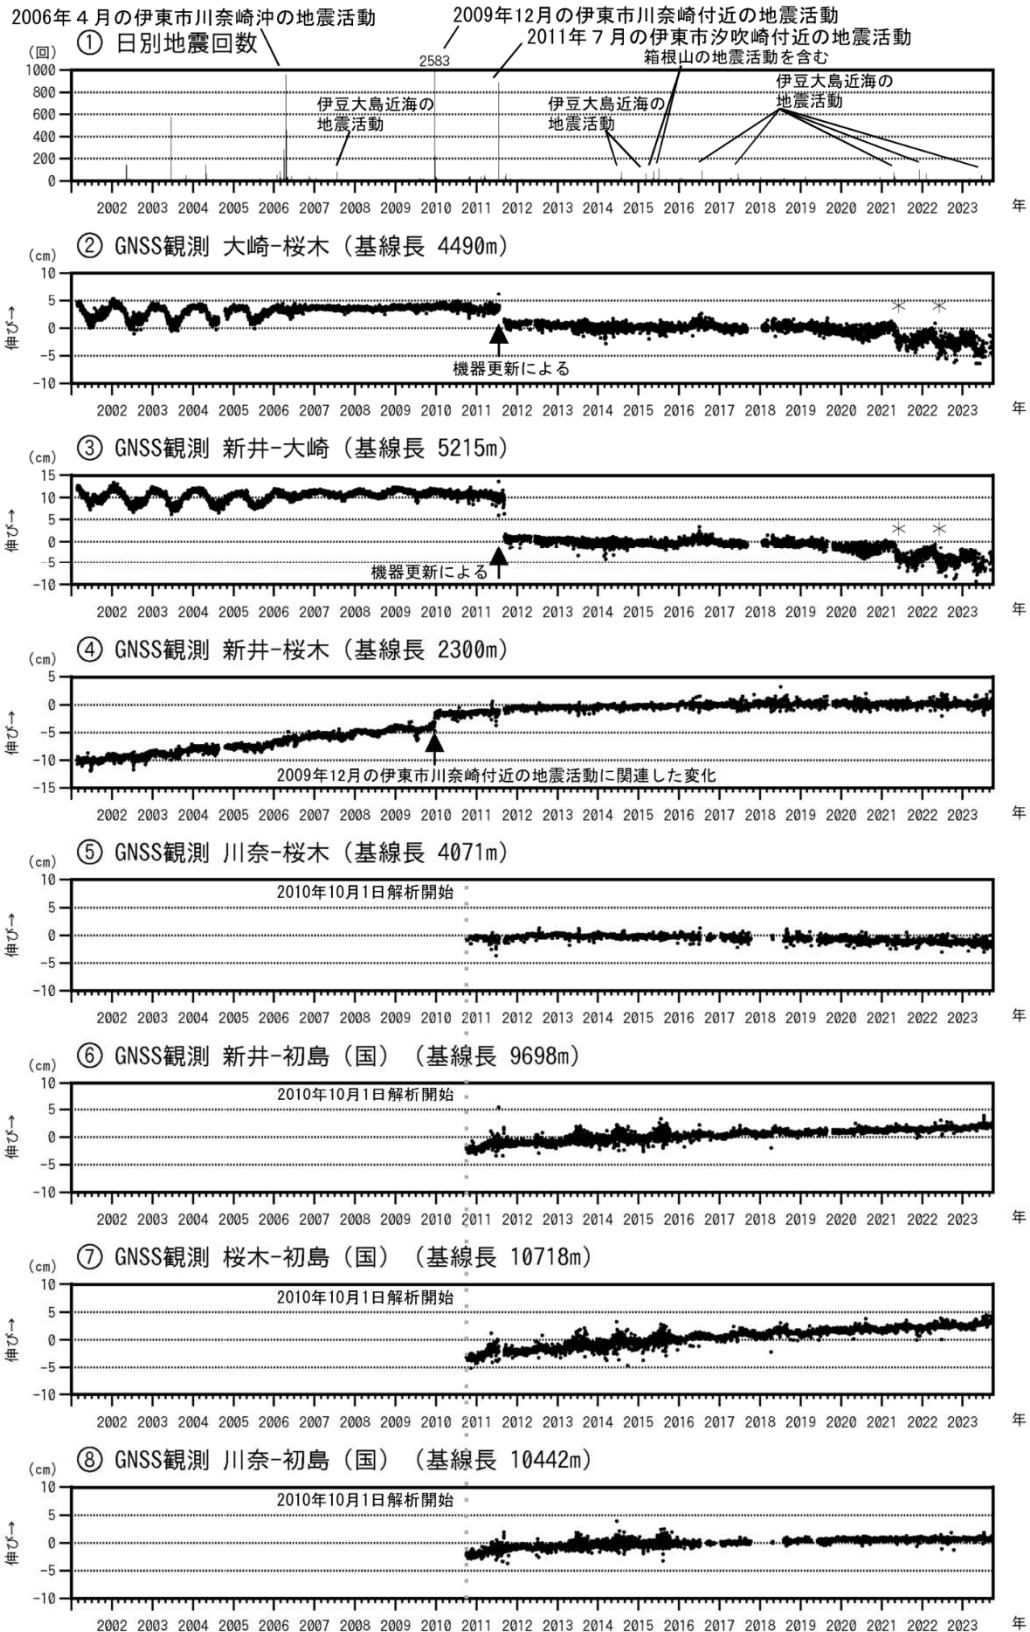 2006年４月の伊東市川奈崎沖の地震活動
2009年12月の伊東市川奈崎付近の地震活動
① 日別地震回数
2011年７月の伊東市汐吹崎付近の地震活動
(回)
2583
箱根山の地震活動を含む
1000
800
600
400
200
0
伊豆大島近海の
地震活動
伊豆大島近海の
地震活動
伊豆大島近海の
地震活動
2002 2003 2004 2005 2006 2007 2008 2009 2010 2011 2012 2013 2014 2015 2016 2017 2018 2019 2020 2021 2022 2023 年
② GNSS観測 大崎-桜木（基線長 4490m）
(cm)
10
5
0
-5
-10
伸び→
＊ ＊
機器更新による
2002 2003 2004 2005 2006 2007 2008 2009 2010 2011 2012 2013 2014 2015 2016 2017 2018 2019 2020 2021 2022 2023 年
③ GNSS観測 新井-大崎（基線長 5215m）
(cm)
15
10
5
0
-5
-10
伸び→
＊ ＊
機器更新による
2002 2003 2004 2005 2006 2007 2008 2009 2010 2011 2012 2013 2014 2015 2016 2017 2018 2019 2020 2021 2022 2023 年
④ GNSS観測 新井-桜木（基線長 2300m）
(cm)
5
0
-5
-10
-15
伸び→
2009年12月の伊東市川奈崎付近の地震活動に関連した変化
2002 2003 2004 2005 2006 2007 2008 2009 2010 2011 2012 2013 2014 2015 2016 2017 2018 2019 2020 2021 2022 2023 年
⑤ GNSS観測 川奈-桜木（基線長 4071m）
(cm)
10
5
0
-5
-10
伸び→
2010年10月1日解析開始
2002 2003 2004 2005 2006 2007 2008 2009 2010 2011 2012 2013 2014 2015 2016 2017 2018 2019 2020 2021 2022 2023 年
⑥ GNSS観測 新井-初島（国）（基線長 9698m）
(cm)
10
5
0
-5
-10
伸び→
2010年10月1日解析開始
2002 2003 2004 2005 2006 2007 2008 2009 2010 2011 2012 2013 2014 2015 2016 2017 2018 2019 2020 2021 2022 2023 年
⑦ GNSS観測 桜木-初島（国）（基線長 10718m）
(cm)
10
5
0
-5
-10
伸び→
2010年10月1日解析開始
2002 2003 2004 2005 2006 2007 2008 2009 2010 2011 2012 2013 2014 2015 2016 2017 2018 2019 2020 2021 2022 2023 年
⑧ GNSS観測 川奈-初島（国）（基線長 10442m）
(cm)
10
5
0
-5
-10
伸び→
2010年10月1日解析開始
2002 2003 2004 2005 2006 2007 2008 2009 2010 2011 2012 2013 2014 2015 2016 2017 2018 2019 2020 2021 2022 2023 年